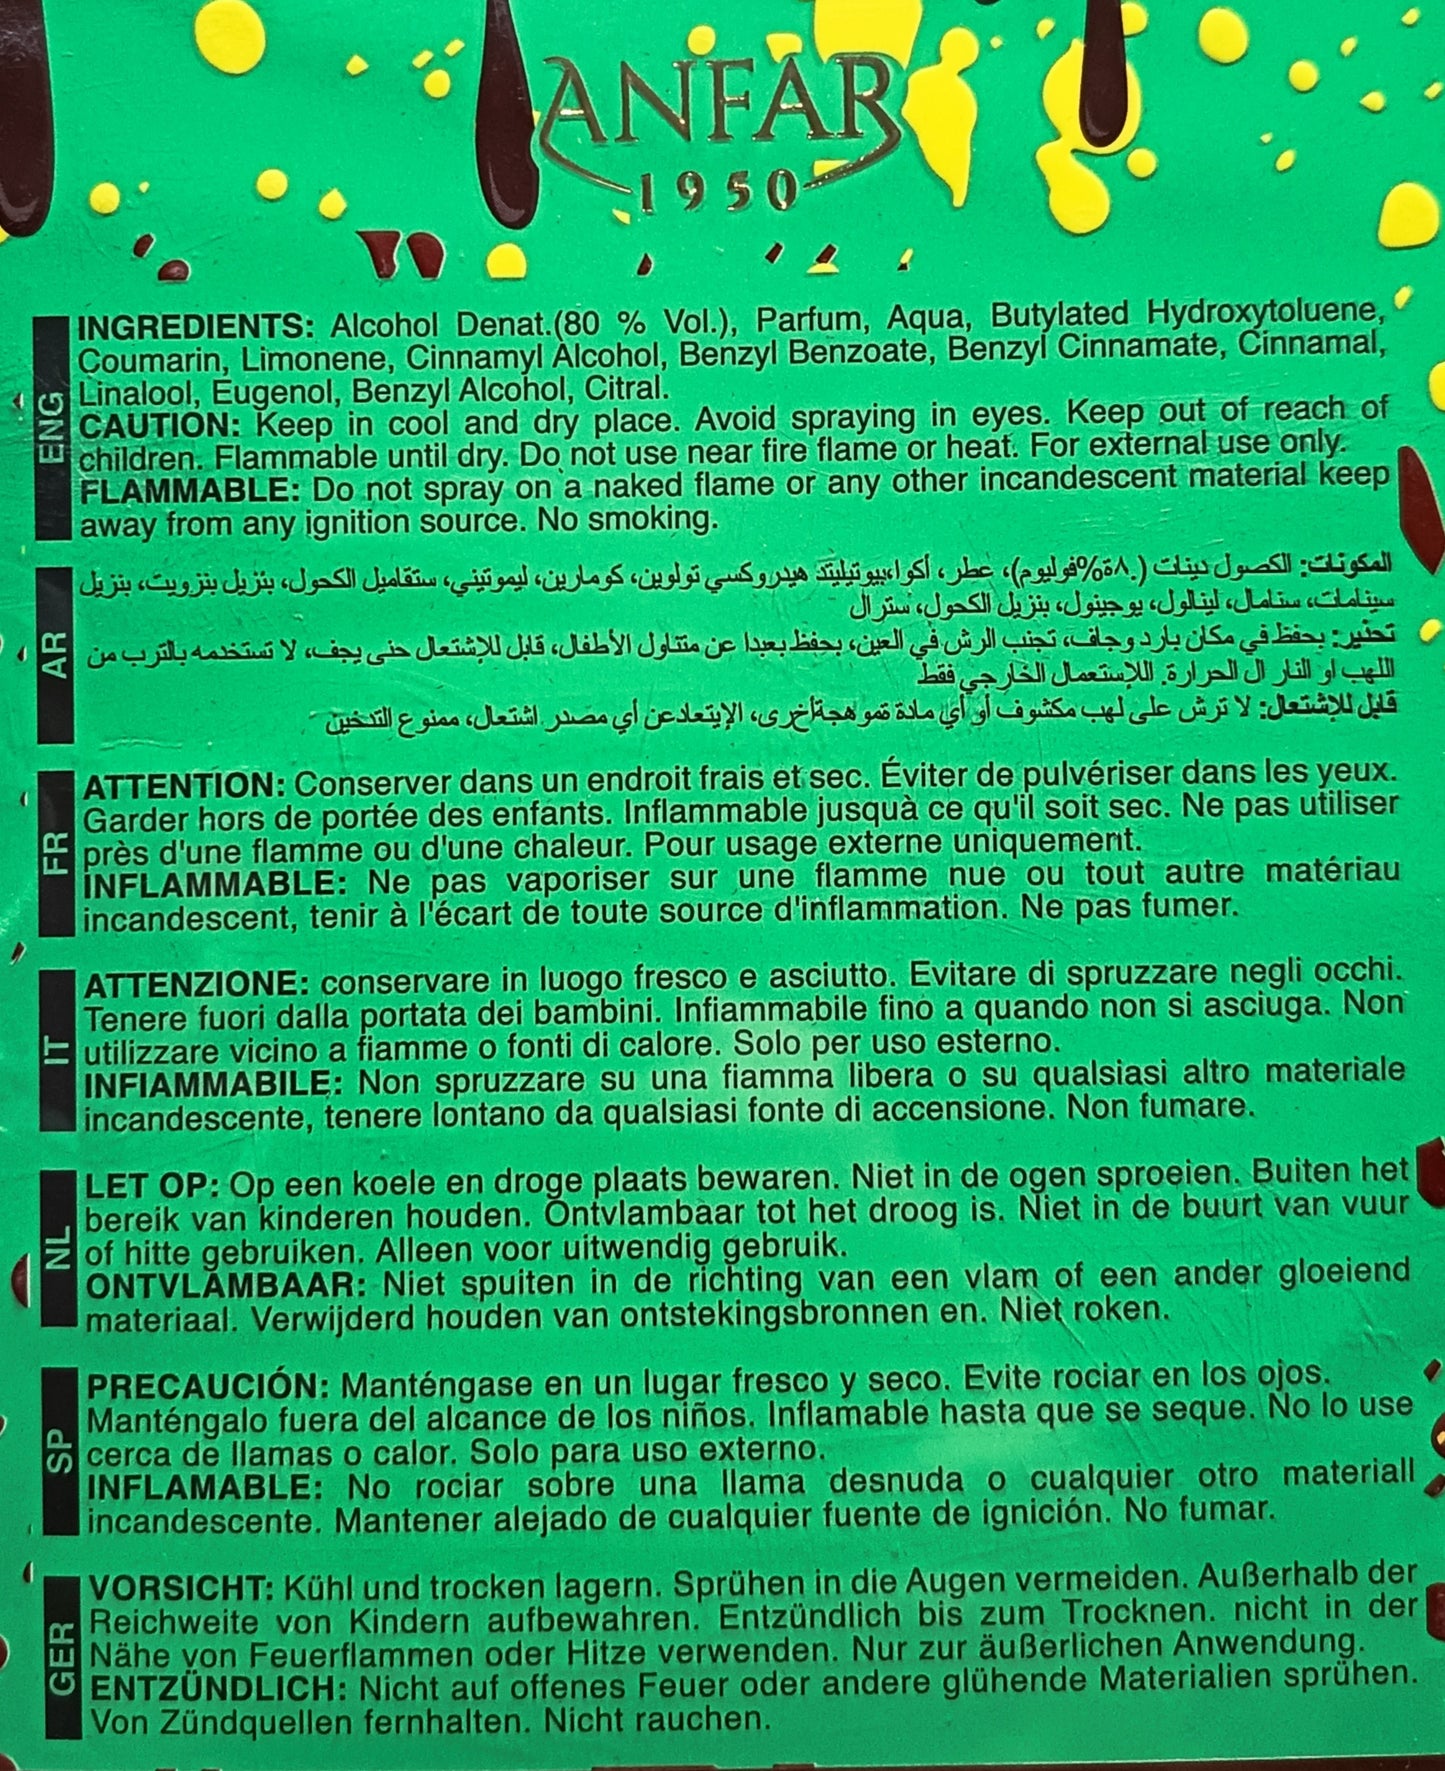 ANFAR
1950
ENG
INGREDIENTS: Alcohol Denat.(80 % Vol.), Parfum, Aqua, Butylated Hydroxytoluene,
Coumarin, Limonene, Cinnamyl Alcohol, Benzyl Benzoate, Benzyl Cinnamate, Cinnamal,
Linalool, Eugenol, Benzyl Alcohol, Citral.
CAUTION: Keep in cool and dry place. Avoid spraying in eyes. Keep out of reach of
children. Flammable until dry. Do not use near fire flame or heat. For external use only.
FLAMMABLE: Do not spray on a naked flame or any other incandescent material keep
away from any ignition source. No smoking.
AR
المكونات: الكصول دينات (٨٠%فوليوم)، عطر، أكوا، بيوتيليتد هيدروكسي تولوين، كومارين، ليمونيني، سنقاميل الكحول، بنزيل بنزويت، بنزيل
سينامات، سنامال، لينالول، يوجينول، بنزيل الكحول، سترال
تحذير: يحفظ في مكان بارد وجاف، تجنب الرش في العين، يحفظ بعيدا عن متناول الأطفال، قابل للإشتعال حتى يجف، لا تستخدمه بالقرب من
اللهب او النار ال الحرارة. للإستعمال الخارجي فقط
قابل للإشتعال: لا ترش على لهب مكشوف أو أي مادة متوهجة أخرى، الإبتعاد عن أي مصدر اشتعال، ممنوع التدخين
FR
ATTENTION: Conserver dans un endroit frais et sec. Éviter de pulvériser dans les yeux.
Garder hors de portée des enfants. Inflammable jusquà ce qu'il soit sec. Ne pas utiliser
près d'une flamme ou d'une chaleur. Pour usage externe uniquement.
INFLAMMABLE: Ne pas vaporiser sur une flamme nue ou tout autre matériau
incandescent, tenir à l'écart de toute source d'inflammation. Ne pas fumer.
IT
ATTENZIONE: conservare in luogo fresco e asciutto. Evitare di spruzzare negli occhi.
Tenere fuori dalla portata dei bambini. Infiammabile fino a quando non si asciuga. Non
utilizzare vicino a fiamme o fonti di calore. Solo per uso esterno.
INFIAMMABILE: Non spruzzare su una fiamma libera o su qualsiasi altro materiale
incandescente, tenere lontano da qualsiasi fonte di accensione. Non fumare.
NL
LET OP: Op een koele en droge plaats bewaren. Niet in de ogen sproeien. Buiten het
bereik van kinderen houden. Ontvlambaar tot het droog is. Niet in de buurt van vuur
of hitte gebruiken. Alleen voor uitwendig gebruik.
ONTVLAMBAAR: Niet spuiten in de richting van een vlam of een ander gloeiend
materiaal. Verwijderd houden van ontstekingsbronnen en. Niet roken.
SP
PRECAUCIÓN: Manténgase en un lugar fresco y seco. Evite rociar en los ojos.
Manténgalo fuera del alcance de los niños. Inflamable hasta que se seque. No lo use
cerca de llamas o calor. Solo para uso externo.
INFLAMABLE: No rociar sobre una llama desnuda o cualquier otro materiall
incandescente. Mantener alejado de cualquier fuente de ignición. No fumar.
GER
VORSICHT: Kühl und trocken lagern. Sprühen in die Augen vermeiden. Außerhalb der
Reichweite von Kindern aufbewahren. Entzündlich bis zum Trocknen. nicht in der
Nähe von Feuerflammen oder Hitze verwenden. Nur zur äußerlichen Anwendung.
ENTZÜNDLICH: Nicht auf offenes Feuer oder andere glühende Materialien sprühen.
Von Zündquellen fernhalten. Nicht rauchen.